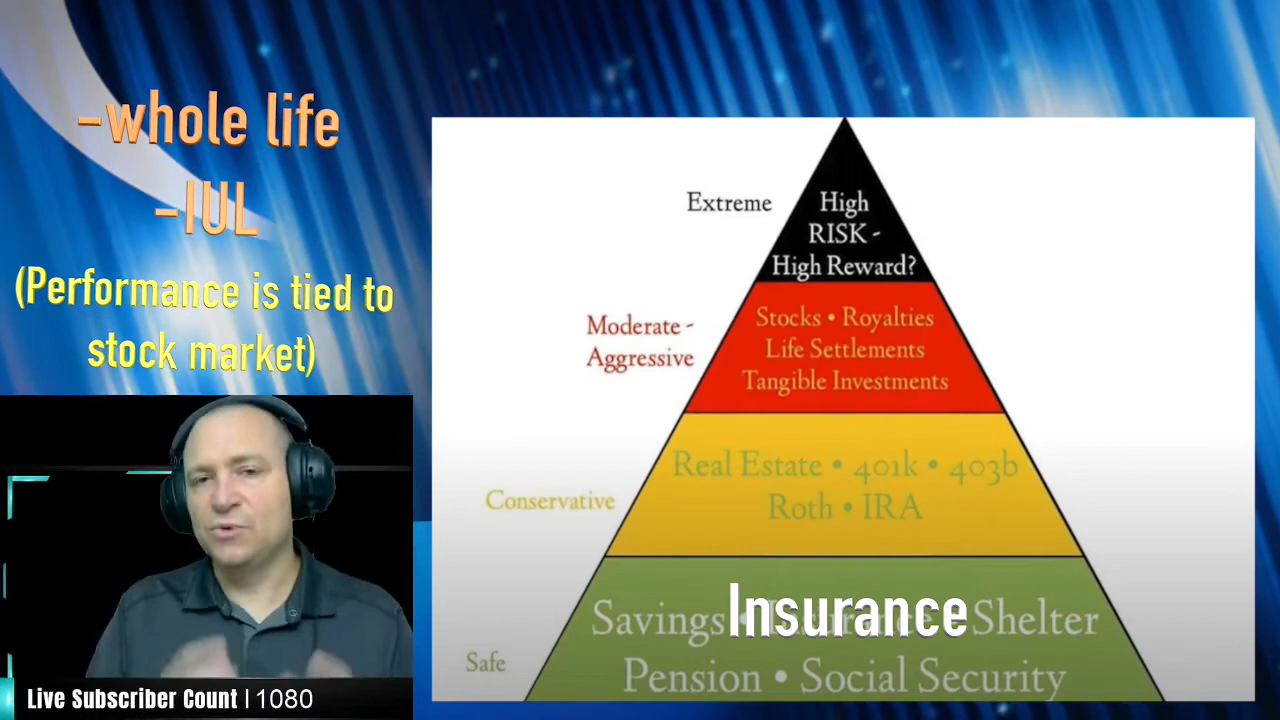 -whole life
-IUL
(Performance is tied to
stock market)
Extreme
High
RISK -
High Reward?
Moderate -
Aggressive
Stocks • Royalties
Life Settlements
Tangible Investments
Conservative
Real Estate • 401k • 403b
Roth • IRA
Safe
Savings • Insurance • Shelter
Insurance
Pension • Social Security
Live Subscriber Count | 1080